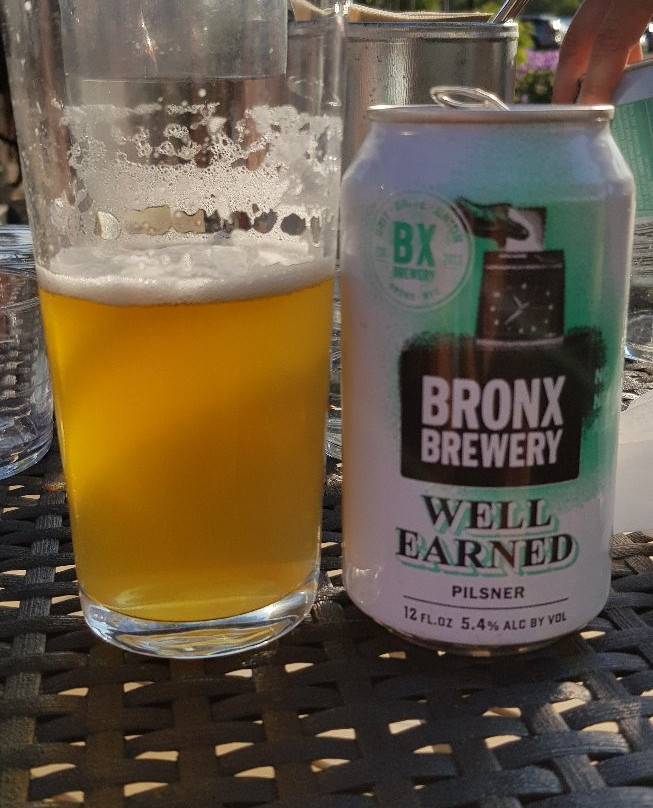 BX
BREWERY
BRONX
BREWERY
WELL
EARNED
PILSNER
12 FL.OZ 5.4% ALC BY VOL